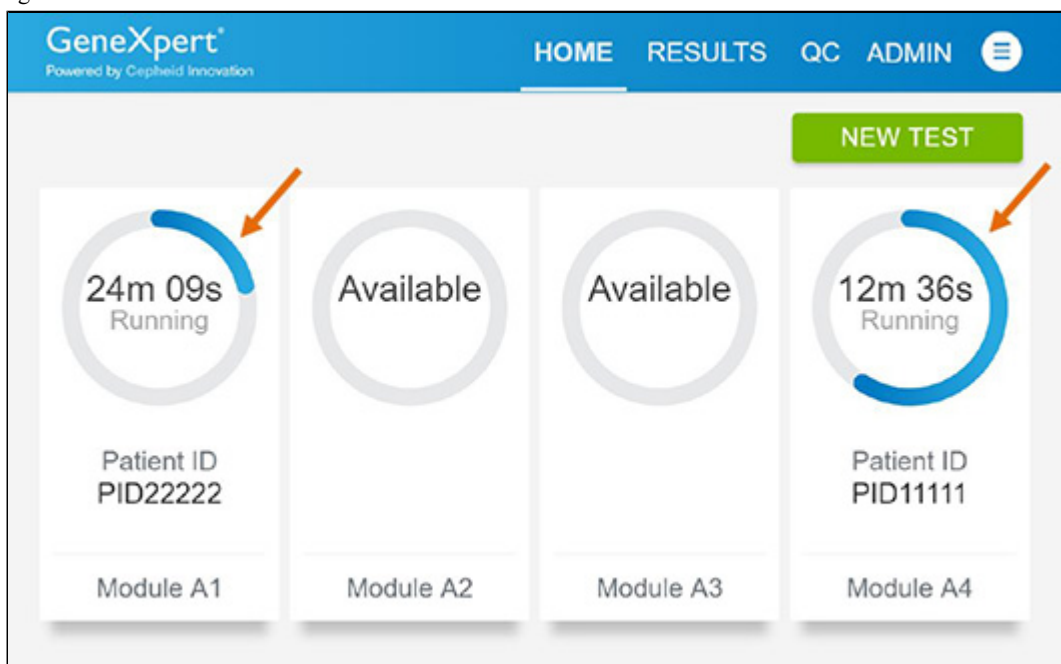 GeneXpert®
Powered by Cepheid Innovation
HOME RESULTS QC ADMIN
NEW TEST
24m 09s
Running
Patient ID
PID22222
Module A1
Available
Module A2
Available
Module A3
12m 36s
Running
Patient ID
PID11111
Module A4